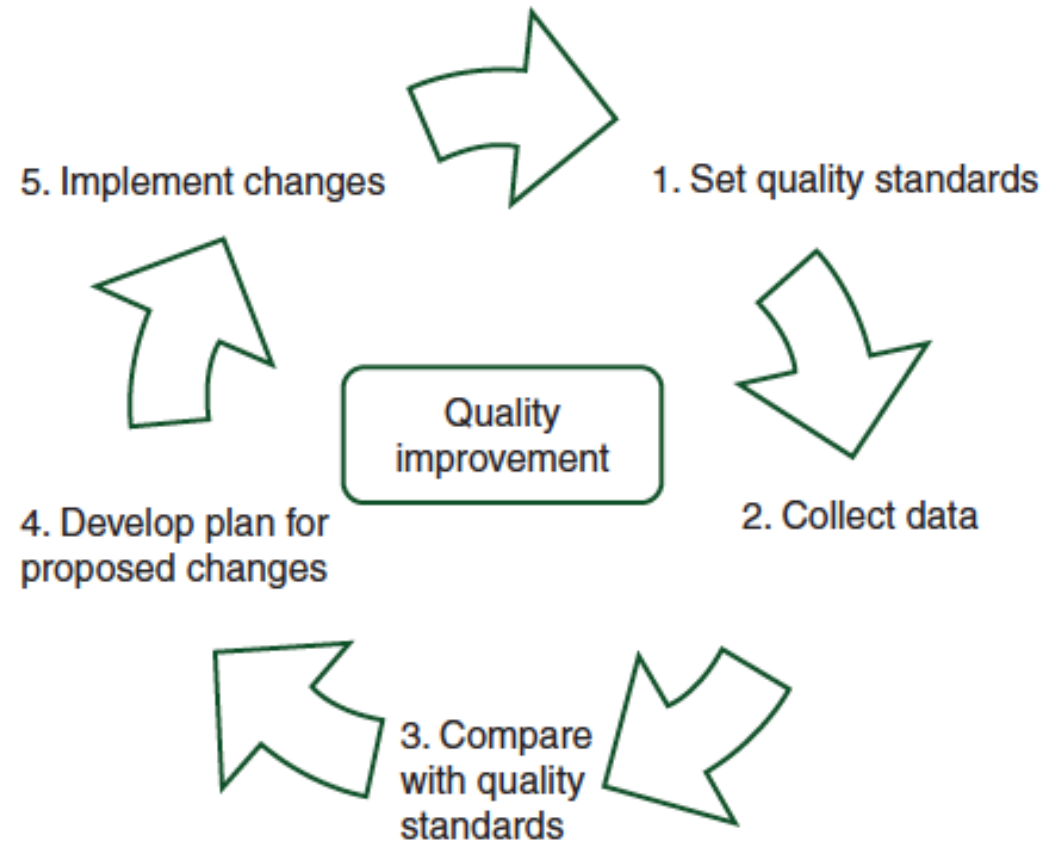 5. Implement changes
1. Set quality standards
Quality
improvement
4. Develop plan for
proposed changes
2. Collect data
3. Compare
with quality
standards